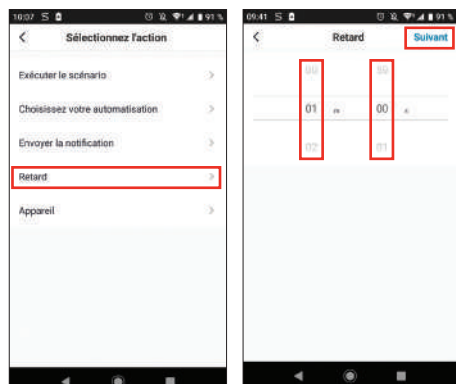 10:07 S 91 %
Sélectionnez l'action
Exécuter le scénario
Choisissez votre automatisation
Envoyer la notification
Retard
Appareil
09:41 S 91 %
Retard Suivant
00 59
01 m 00 s
02 01